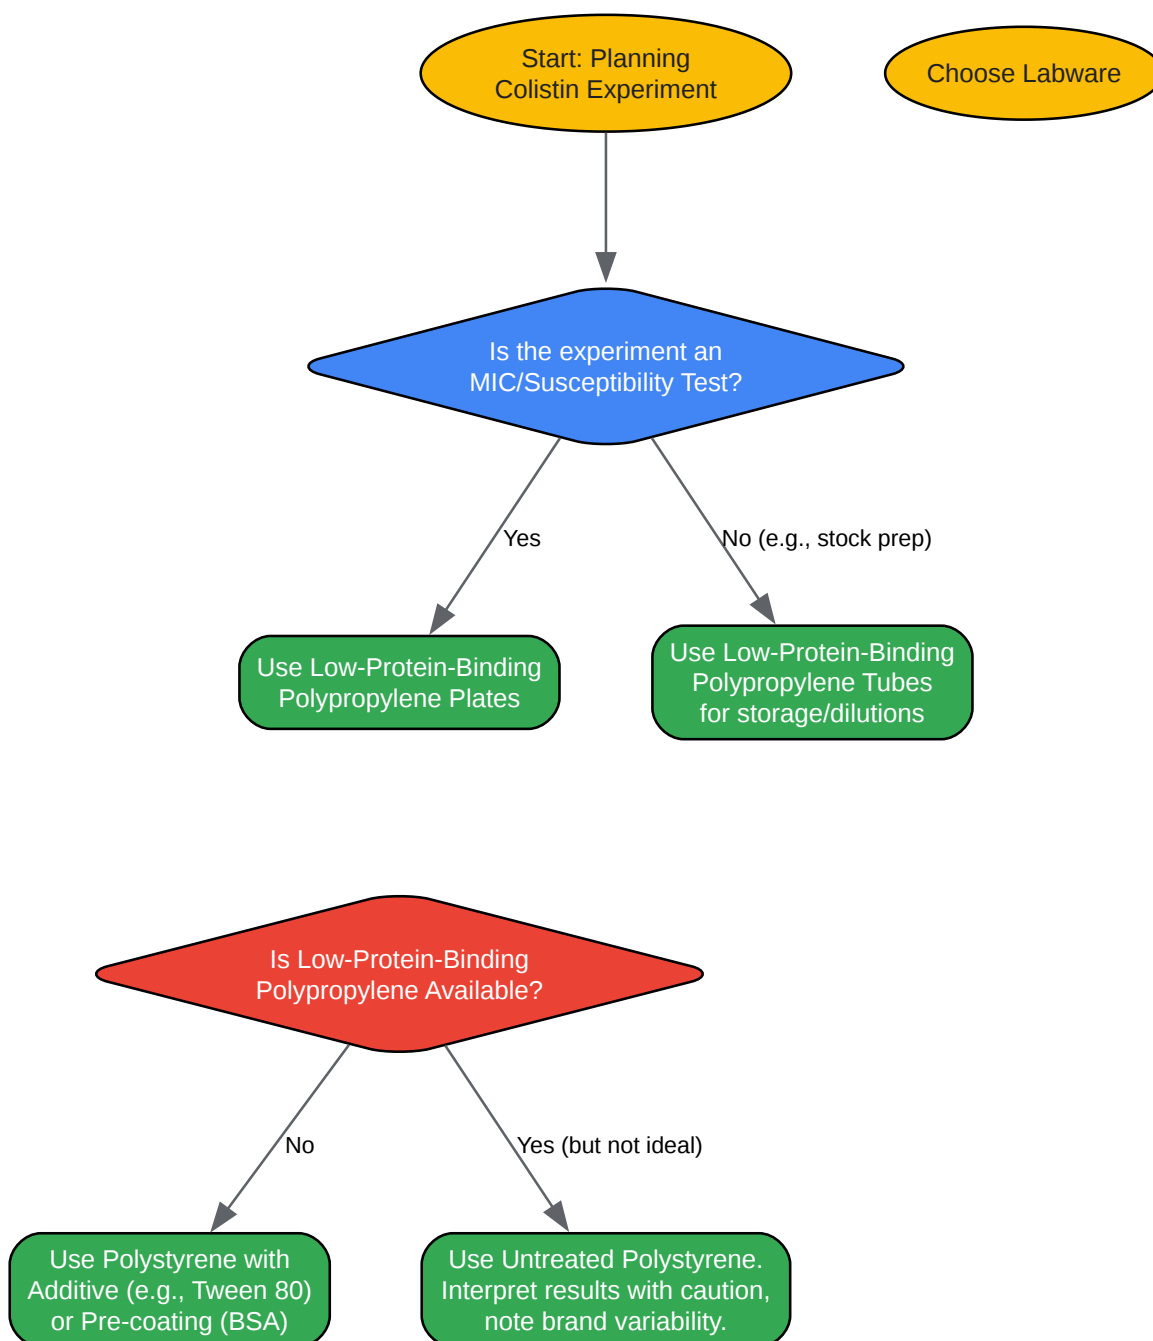 Start: Planning
Colistin Experiment
Choose Labware
Is the experiment an
MIC/Susceptibility Test?
Yes
No (e.g., stock prep)
Use Low-Protein-Binding
Polypropylene Plates
Use Low-Protein-Binding
Polypropylene Tubes
for storage/dilutions
Is Low-Protein-Binding
Polypropylene Available?
No
Yes (but not ideal)
Use Polystyrene with
Additive (e.g., Tween 80)
or Pre-coating (BSA)
Use Untreated Polystyrene.
Interpret results with caution,
note brand variability.